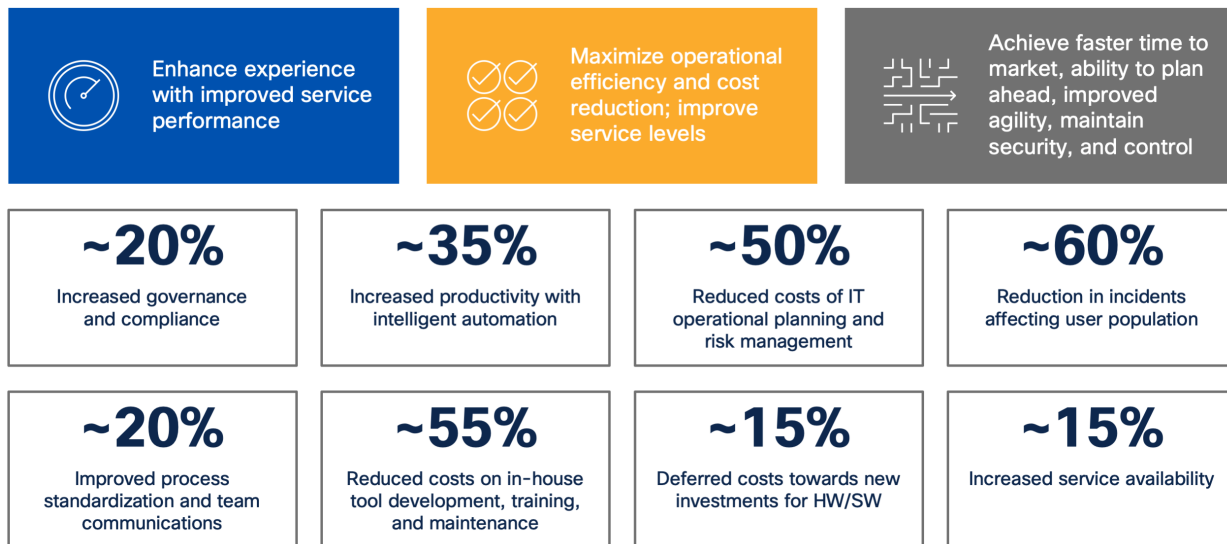 Enhance experience
with improved service
performance
Maximize operational
efficiency and cost
reduction; improve
service levels
Achieve faster time to
market, ability to plan
ahead, improved
agility, maintain
security, and control
~20%
Increased governance
and compliance
~35%
Increased productivity with
intelligent automation
~50%
Reduced costs of IT
operational planning and
risk management
~60%
Reduction in incidents
affecting user population
~20%
Improved process
standardization and team
communications
~55%
Reduced costs on in-house
tool development, training,
and maintenance
~15%
Deferred costs towards new
investments for HW/SW
~15%
Increased service availability